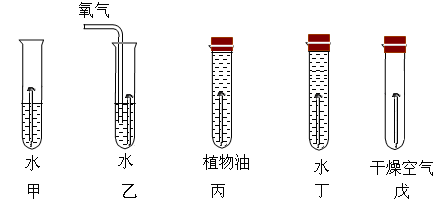 氧气
水 水 植物油 水 干燥空气
甲 乙 丙 丁 戊